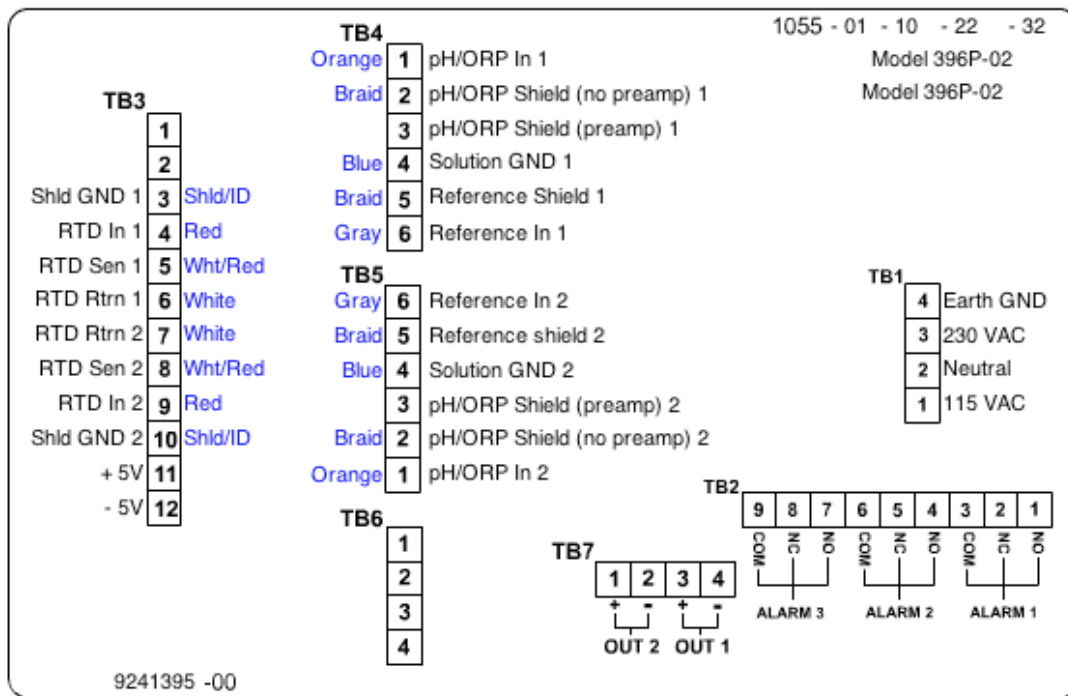 1055 - 01 - 10 - 22 - 32
Model 396P-02
Model 396P-02
TB4
Orange 1 pH/ORP In 1
Braid 2 pH/ORP Shield (no preamp) 1
3 pH/ORP Shield (preamp) 1
Blue 4 Solution GND 1
Braid 5 Reference Shield 1
Gray 6 Reference In 1
TB3
1
2
Shld GND 1 3 Shld/ID
RTD In 1 4 Red
RTD Sen 1 5 Wht/Red
RTD Rtrn 1 6 White
RTD Rtrn 2 7 White
RTD Sen 2 8 Wht/Red
RTD In 2 9 Red
Shld GND 2 10 Shld/ID
+ 5V 11
- 5V 12
TB5
Gray 6 Reference In 2
Braid 5 Reference shield 2
Blue 4 Solution GND 2
3 pH/ORP Shield (preamp) 2
Braid 2 pH/ORP Shield (no preamp) 2
Orange 1 pH/ORP In 2
TB1
4 Earth GND
3 230 VAC
2 Neutral
1 115 VAC
TB6
1
2
3
4
TB7
1 2 3 4
+ - + -
OUT 2 OUT 1
TB2
9 8 7 6 5 4 3 2 1
COM NC NO COM NC NO COM NC NO
ALARM 3 ALARM 2 ALARM 1
9241395 -00